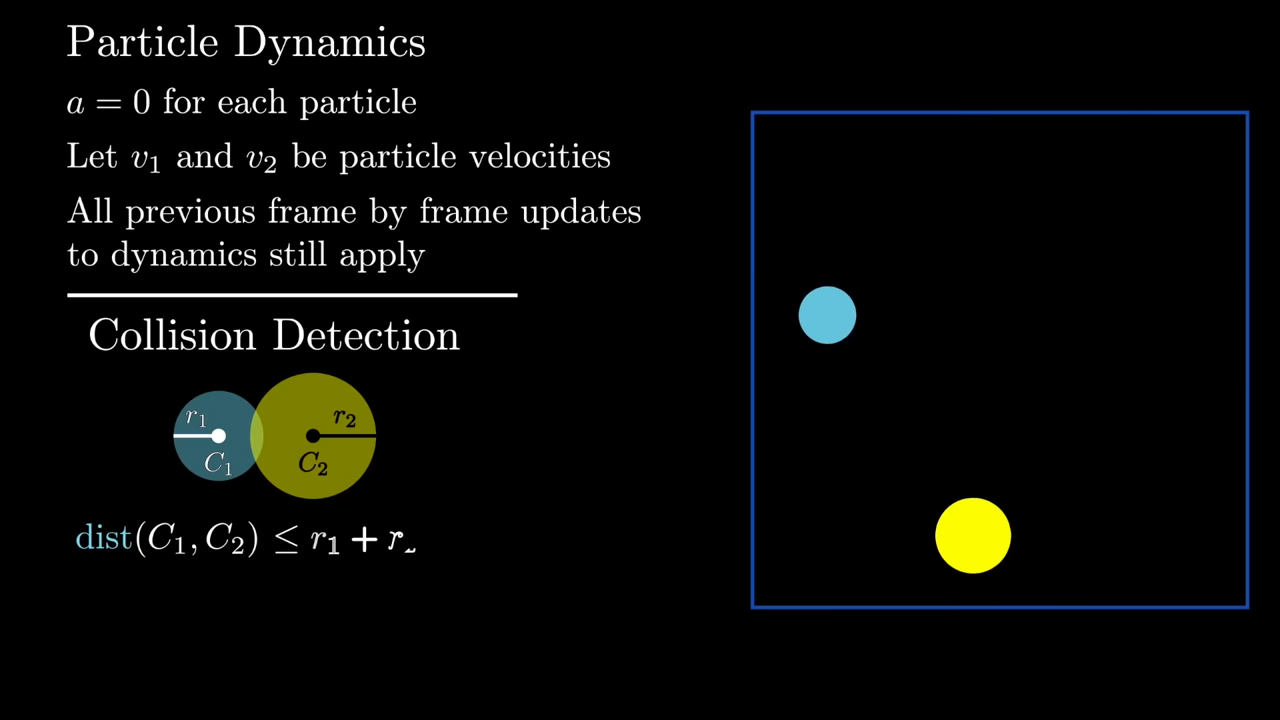 Particle Dynamics
a = 0 for each particle
Let v₁ and v₂ be particle velocities
All previous frame by frame updates
to dynamics still apply
Collision Detection
r₁ r₂
C₁ C₂
dist(C₁, C₂) ≤ r₁ + r